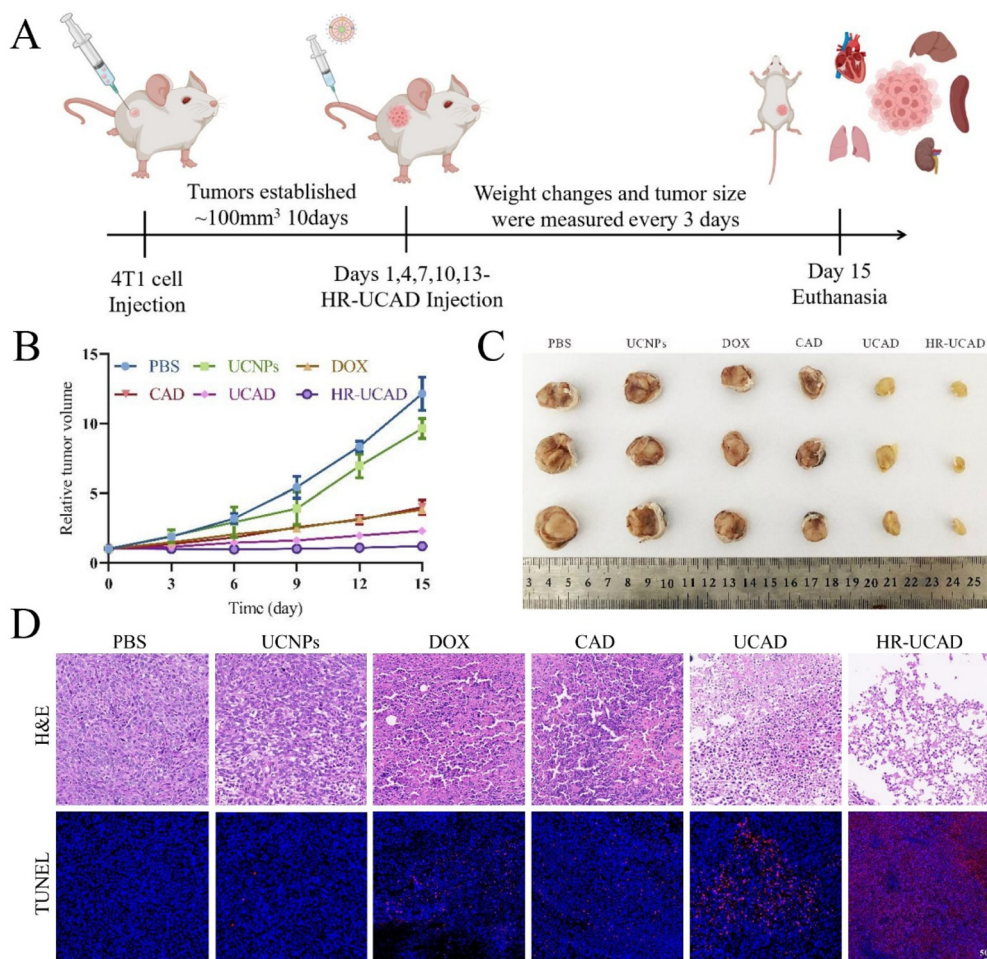 A
Tumors established
~100mm³ 10days
Weight changes and tumor size
were measured every 3 days
4T1 cell
Injection
Days 1,4,7,10,13-
HR-UCAD Injection
Day 15
Euthanasia
B
15
10
5
0
Relative tumor volume
PBS UCNPs DOX
CAD UCAD HR-UCAD
0 3 6 9 12 15
Time (day)
C
PBS UCNPs DOX CAD UCAD HR-UCAD
3 4 5 6 7 8 9 10 11 12 13 14 15 16 17 18 19 20 21 22 23 24 25
D
PBS UCNPs DOX CAD UCAD HR-UCAD
H&E
TUNEL